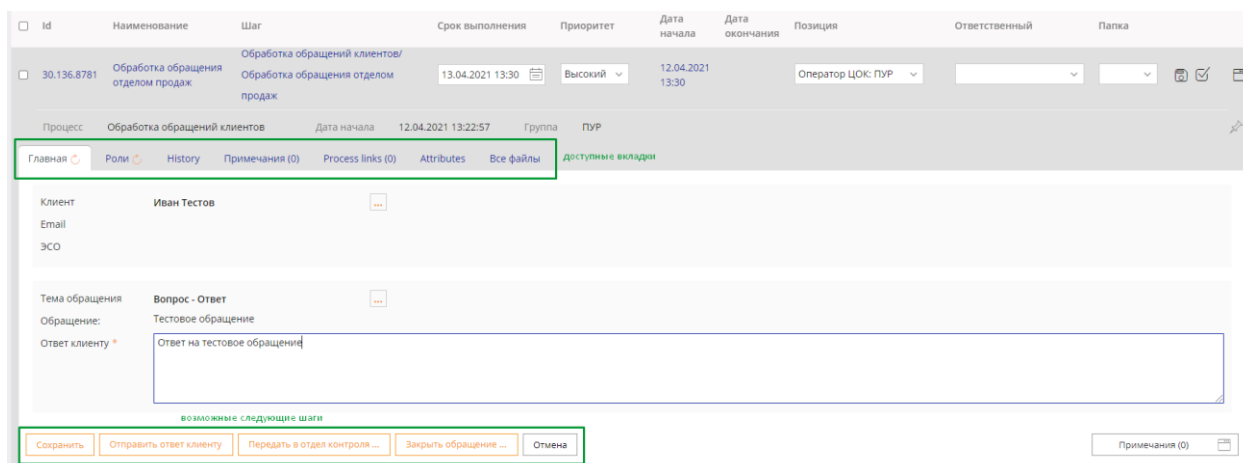 Id Наименование Шаг Срок выполнения Приоритет Дата начала Дата окончания Позиция Ответственный Папка
30.136.8781 Обработка обращения отделом продаж Обработка обращений клиентов/ Обработка обращения отделом продаж 13.04.2021 13:30 Высокий 12.04.2021 13:30 Оператор ЦОК: ПУР
Процесс Обработка обращений клиентов Дата начала 12.04.2021 13:22:57 Группа ПУР
Главная Роли History Примечания (0) Process links (0) Attributes Все файлы доступные вкладки
Клиент Иван Тестов ...
Email
ЭСО
Тема обращения Вопрос - Ответ ...
Обращение: Тестовое обращение
Ответ клиенту * Ответ на тестовое обращение
возможные следующие шаги
Сохранить Отправить ответ клиенту Передать в отдел контроля ... Закрыть обращение ... Отмена Примечания (0)